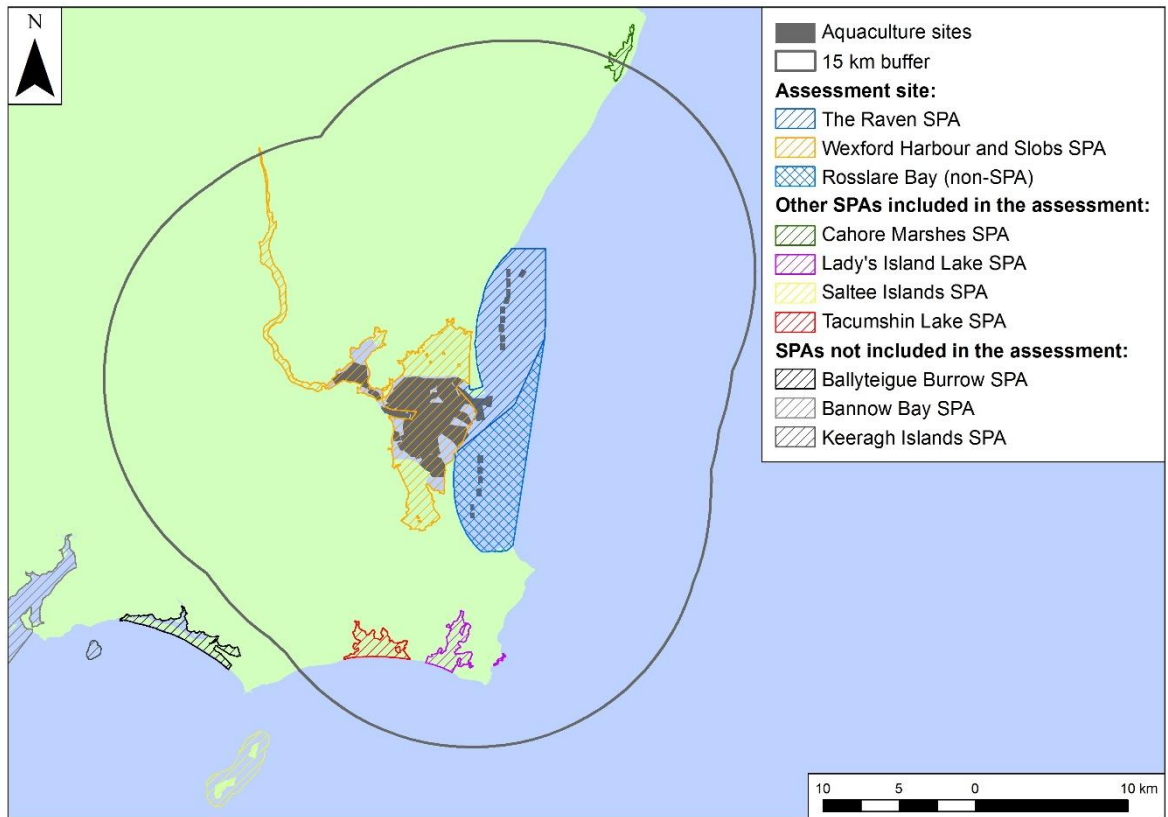 N
Aquaculture sites
15 km buffer
Assessment site:
The Raven SPA
Wexford Harbour and Slobs SPA
Rosslare Bay (non-SPA)
Other SPAs included in the assessment:
Cahore Marshes SPA
Lady's Island Lake SPA
Saltee Islands SPA
Tacumshin Lake SPA
SPAs not included in the assessment:
Ballyteigue Burrow SPA
Bannow Bay SPA
Keeragh Islands SPA
10 5 0 10 km